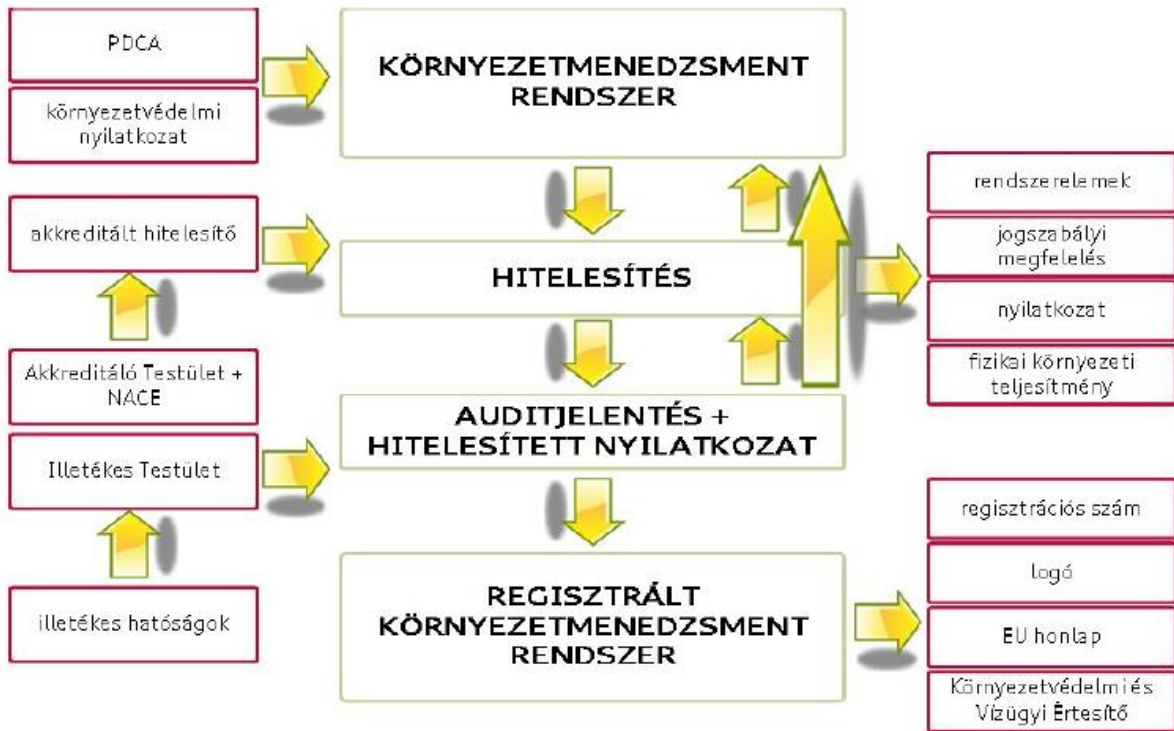 PDCA
környezetvédelmi
nyilatkozat
KÖRNYEZETMENEDZSMENT
RENDSZER
akkreditált hitelesítő
HITELESÍTÉS
rendszerelemek
jogszabályi
megfelelés
nyilatkozat
fizikai környezeti
teljesítmény
Akkreditáló Testület +
NACE
Illetékes Testület
AUDITJELENTÉS +
HITELESÍTETT NYILATKOZAT
illetékes hatóságok
REGISZTRÁLT
KÖRNYEZETMENEDZSMENT
RENDSZER
regisztrációs szám
logó
EU honlap
Környezetvédelmi és
Vízügyi Értesítő